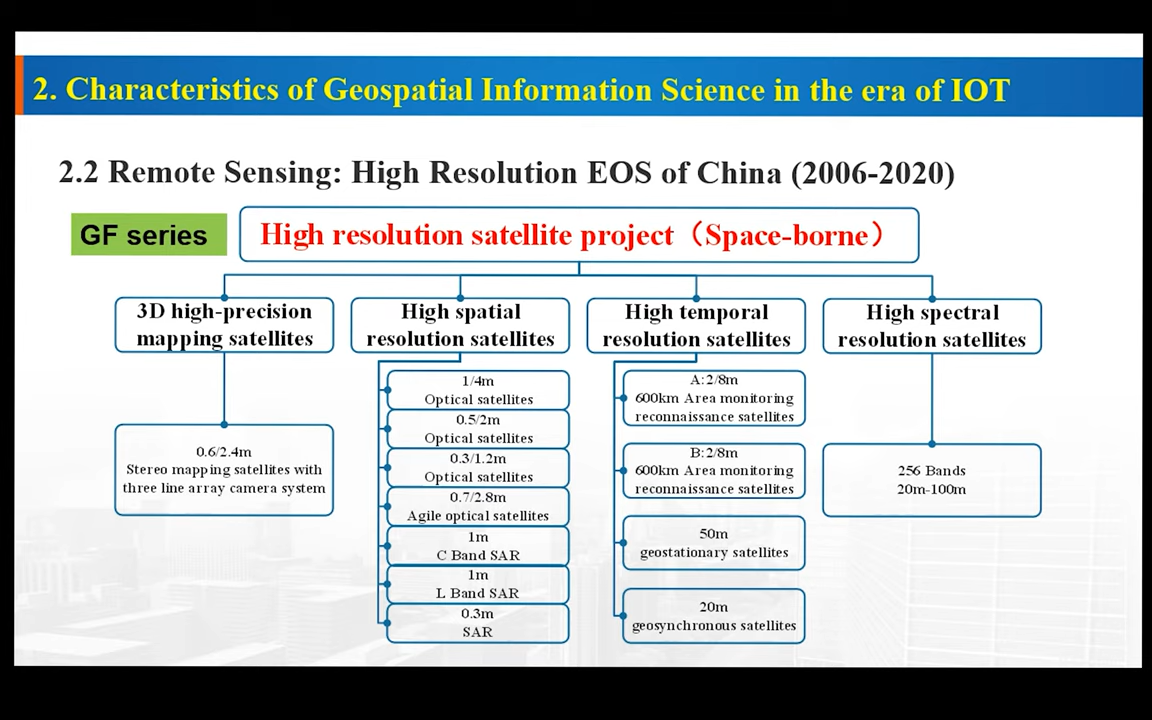 2. Characteristics of Geospatial Information Science in the era of IOT
2.2 Remote Sensing: High Resolution EOS of China (2006-2020)
GF series
High resolution satellite project（Space-borne）
3D high-precision
mapping satellites
0.6/2.4m
Stereo mapping satellites with
three line array camera system
High spatial
resolution satellites
1/4m
Optical satellites
0.5/2m
Optical satellites
0.3/1.2m
Optical satellites
0.7/2.8m
Agile optical satellites
1m
C Band SAR
1m
L Band SAR
0.3m
SAR
High temporal
resolution satellites
A:2/8m
600km Area monitoring
reconnaissance satellites
B:2/8m
600km Area monitoring
reconnaissance satellites
50m
geostationary satellites
20m
geosynchronous satellites
High spectral
resolution satellites
256 Bands
20m-100m